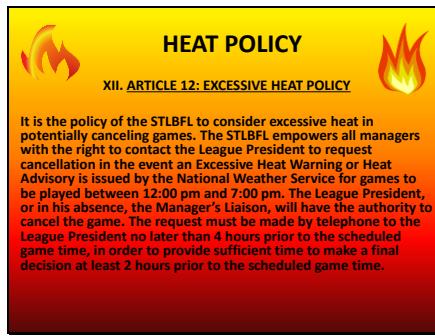 HEAT POLICY
XII. ARTICLE 12: EXCESSIVE HEAT POLICY
It is the policy of the STLBFL to consider excessive heat in
potentially canceling games. The STLBFL empowers all managers
with the right to contact the League President to request
cancellation in the event an Excessive Heat Warning or Heat
Advisory is issued by the National Weather Service for games to
be played between 12:00 pm and 7:00 pm. The League President,
or in his absence, the Manager's Liaison, will have the authority to
cancel the game. The request must be made by telephone to the
League President no later than 4 hours prior to the scheduled
game time, in order to provide sufficient time to make a final
decision at least 2 hours prior to the scheduled game time.